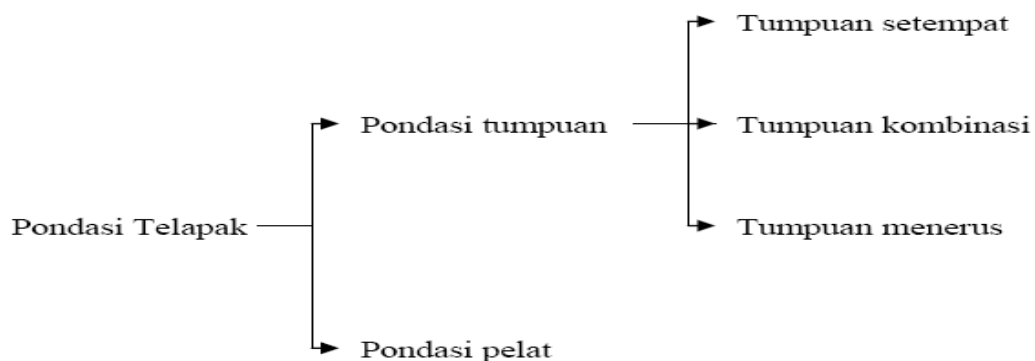 Tumpuan setempat
Pondasi tumpuan
Tumpuan kombinasi
Pondasi Telapak
Tumpuan menerus
Pondasi pelat